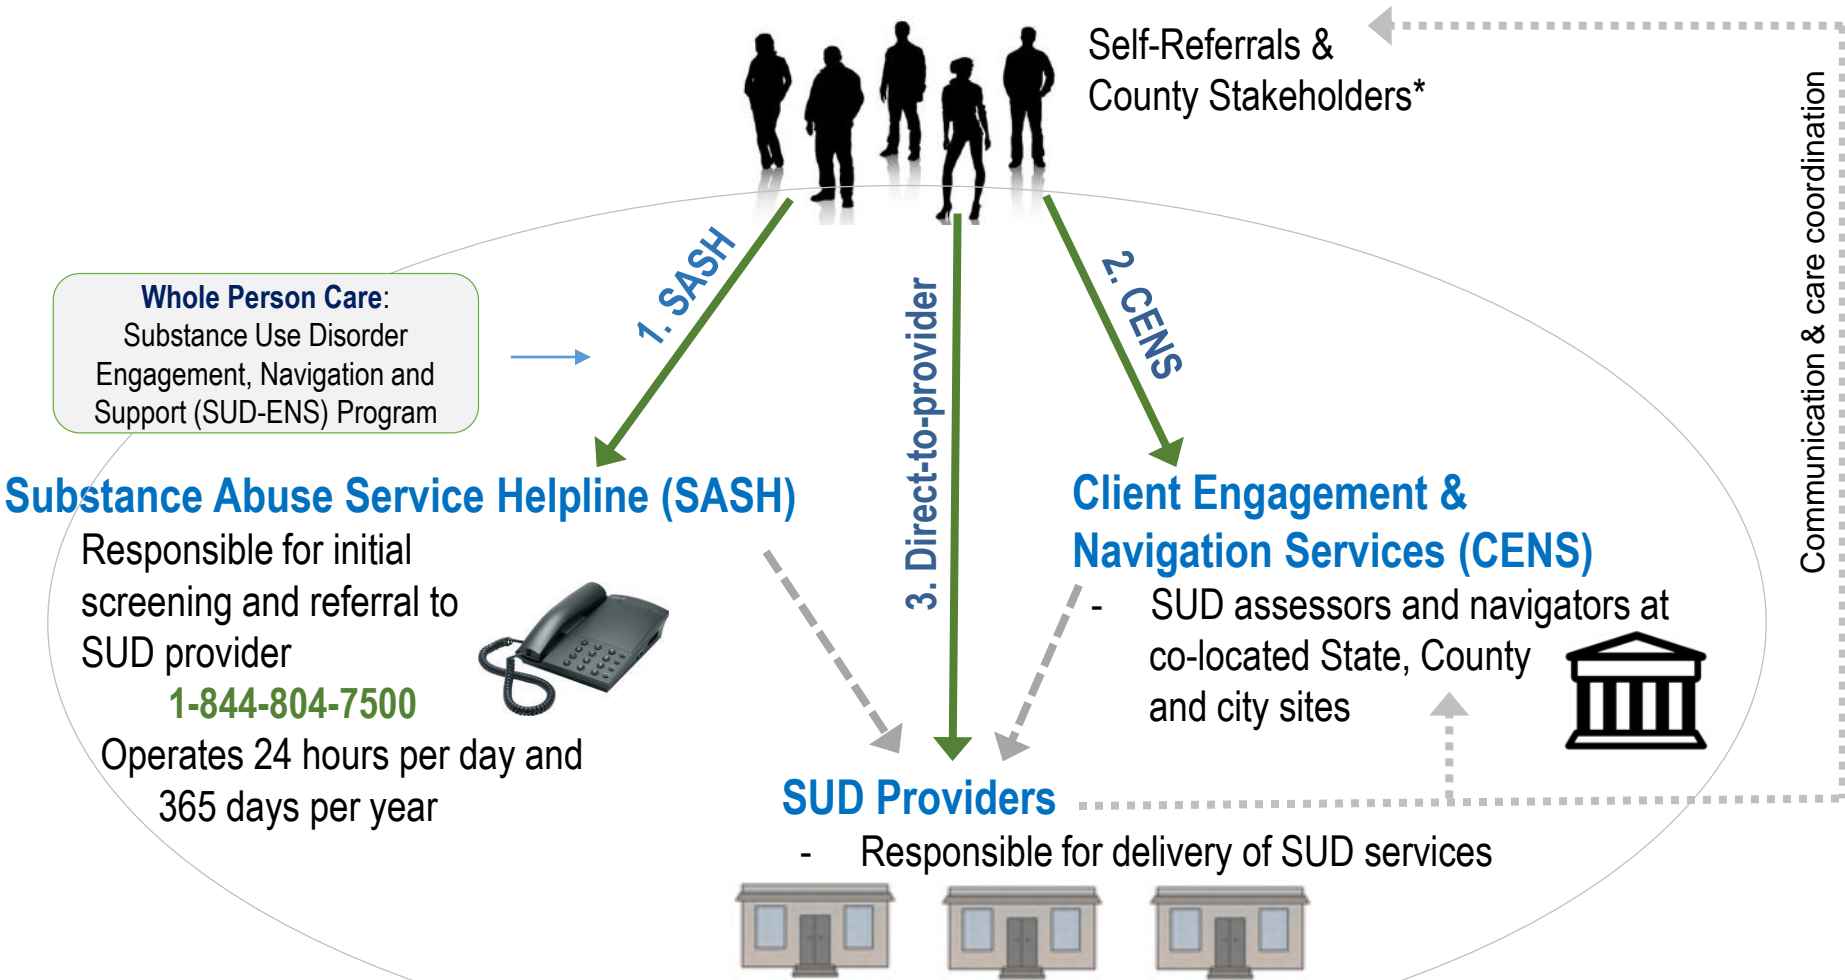 Self-Referrals &
County Stakeholders*
Communication & care coordination
1. SASH
2. CENS
3. Direct-to-provider
Whole Person Care:
Substance Use Disorder
Engagement, Navigation and
Support (SUD-ENS) Program
Substance Abuse Service Helpline (SASH)
Responsible for initial
screening and referral to
SUD provider
1-844-804-7500
Operates 24 hours per day and
365 days per year
Client Engagement &
Navigation Services (CENS)
- SUD assessors and navigators at
co-located State, County
and city sites
SUD Providers
- Responsible for delivery of SUD services